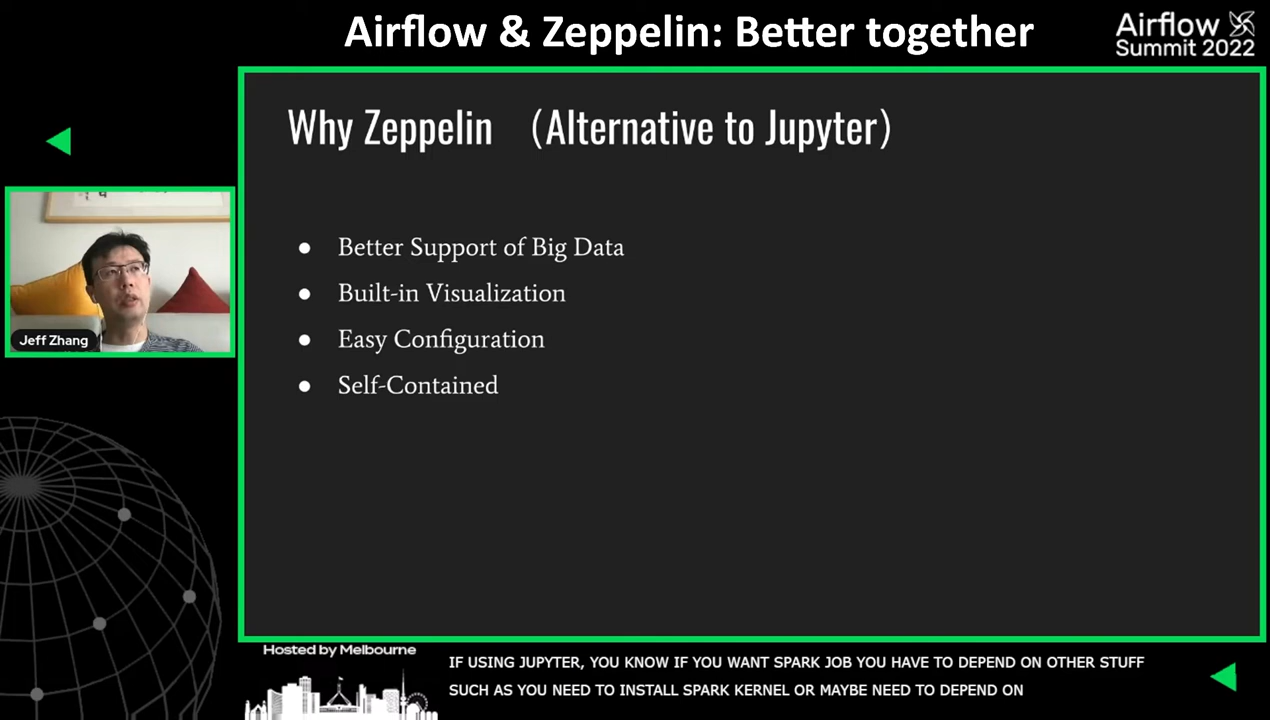 Airflow & Zeppelin: Better together
Airflow
Summit 2022
Why Zeppelin （Alternative to Jupyter）
● Better Support of Big Data
● Built-in Visualization
● Easy Configuration
● Self-Contained
Jeff Zhang
Hosted by Melbourne
IF USING JUPYTER, YOU KNOW IF YOU WANT SPARK JOB YOU HAVE TO DEPEND ON OTHER STUFF
SUCH AS YOU NEED TO INSTALL SPARK KERNEL OR MAYBE NEED TO DEPEND ON